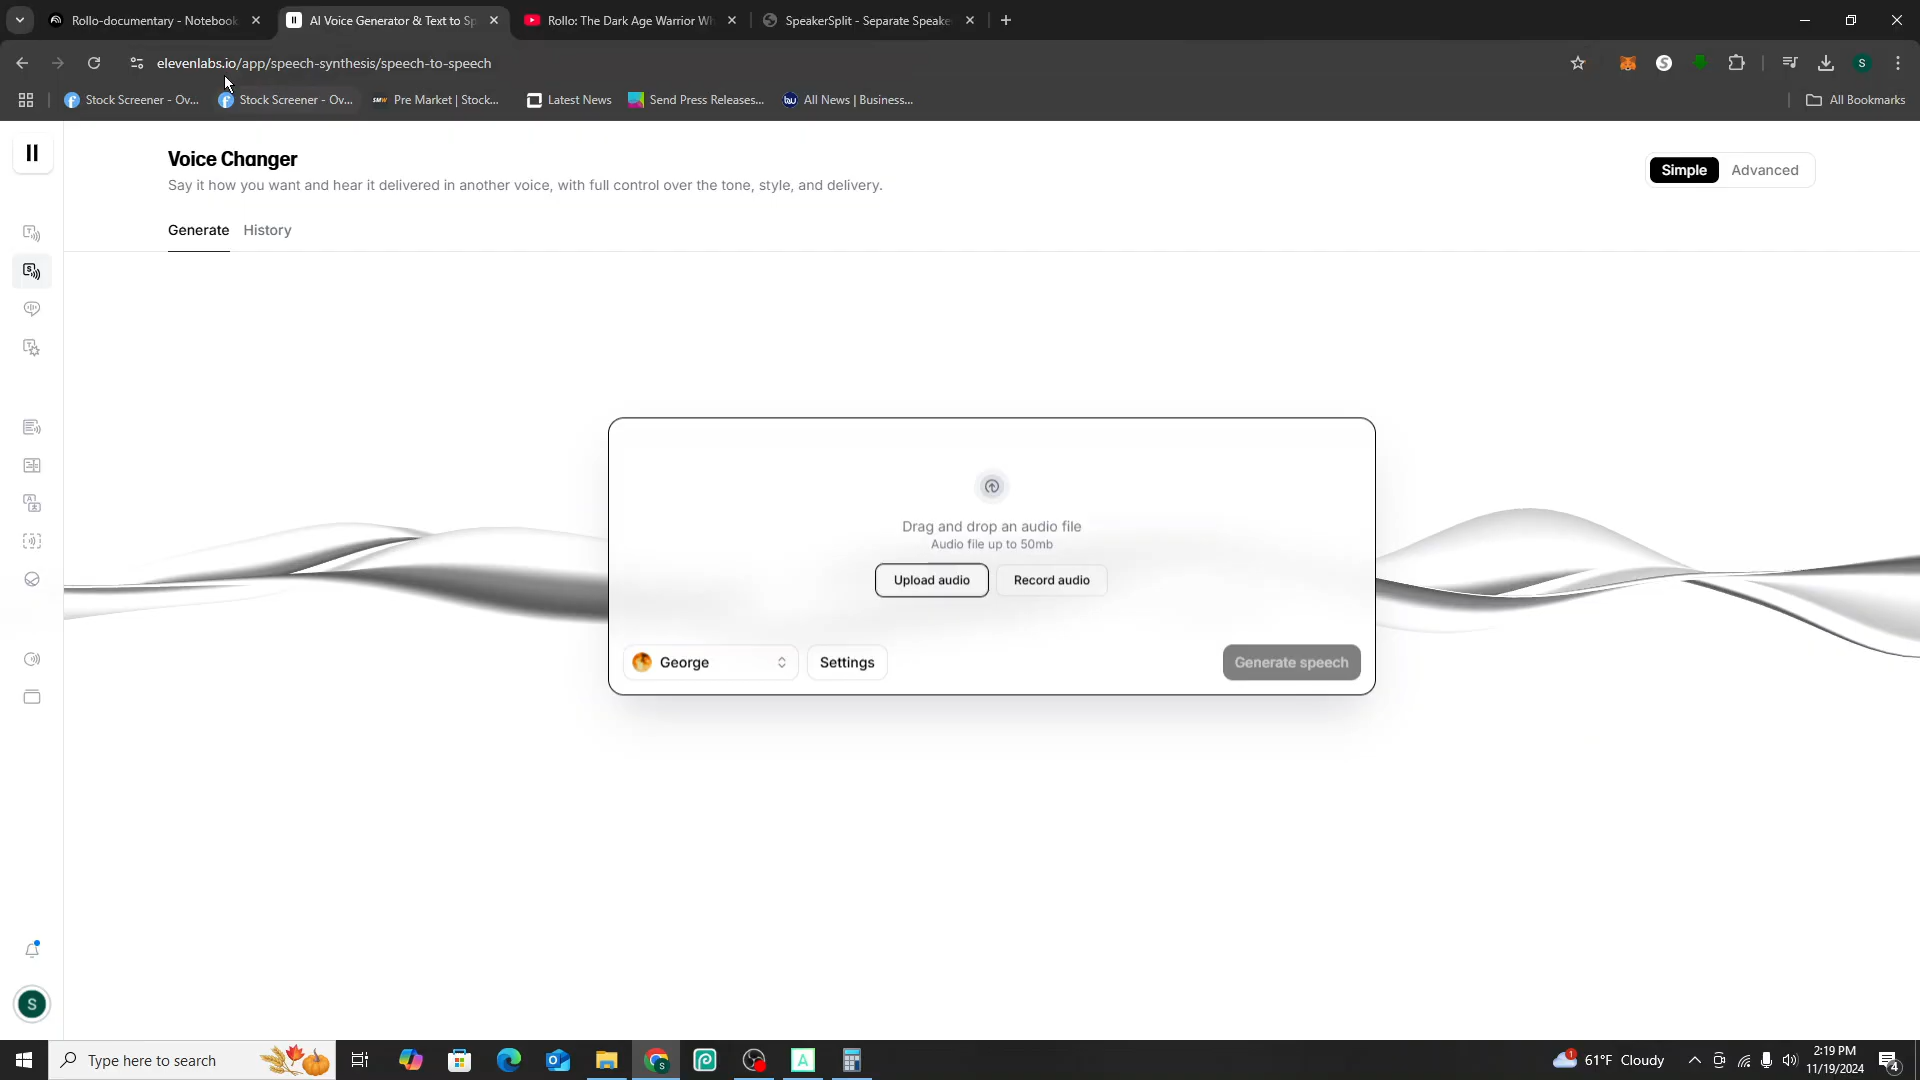 Rollo-documentary - Notebook
AI Voice Generator & Text to Sp
Rollo: The Dark Age Warrior Wh
SpeakerSplit - Separate Speake
elevenlabs.io/app/speech-synthesis/speech-to-speech
S
Stock Screener - Ov...
Stock Screener - Ov...
SMW
Pre Market | Stock...
Latest News
Send Press Releases...
All News | Business...
All Bookmarks
Voice Changer
Say it how you want and hear it delivered in another voice, with full control over the tone, style, and delivery.
Simple
Advanced
Generate
History
Drag and drop an audio file
Audio file up to 50mb
Upload audio
Record audio
George
Settings
Generate speech
S
Type here to search
1
61°F Cloudy
2:19 PM
11/19/2024
4